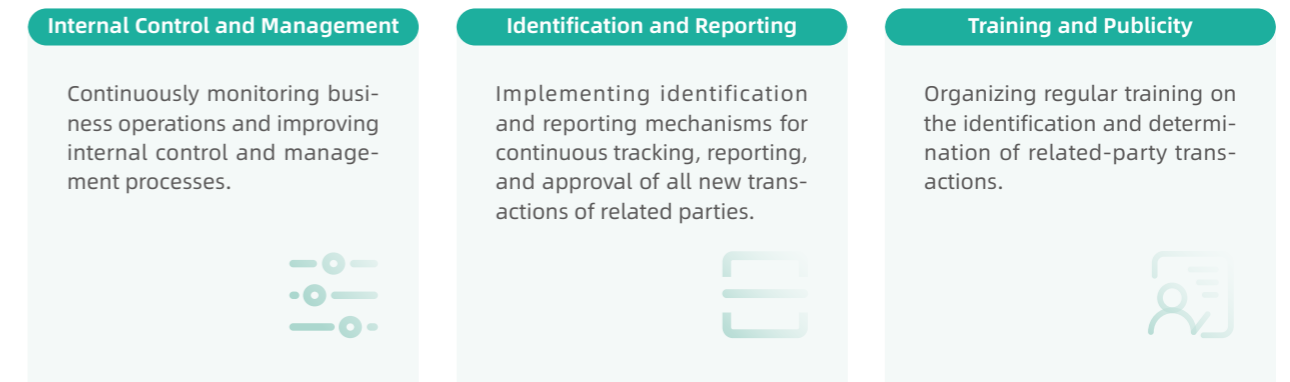 Internal Control and Management
Continuously monitoring busi-
ness operations and improving
internal control and manage-
ment processes.
Identification and Reporting
Implementing identification
and reporting mechanisms for
continuous tracking, reporting,
and approval of all new trans-
actions of related parties.
Training and Publicity
Organizing regular training on
the identification and determi-
nation of related-party trans-
actions.